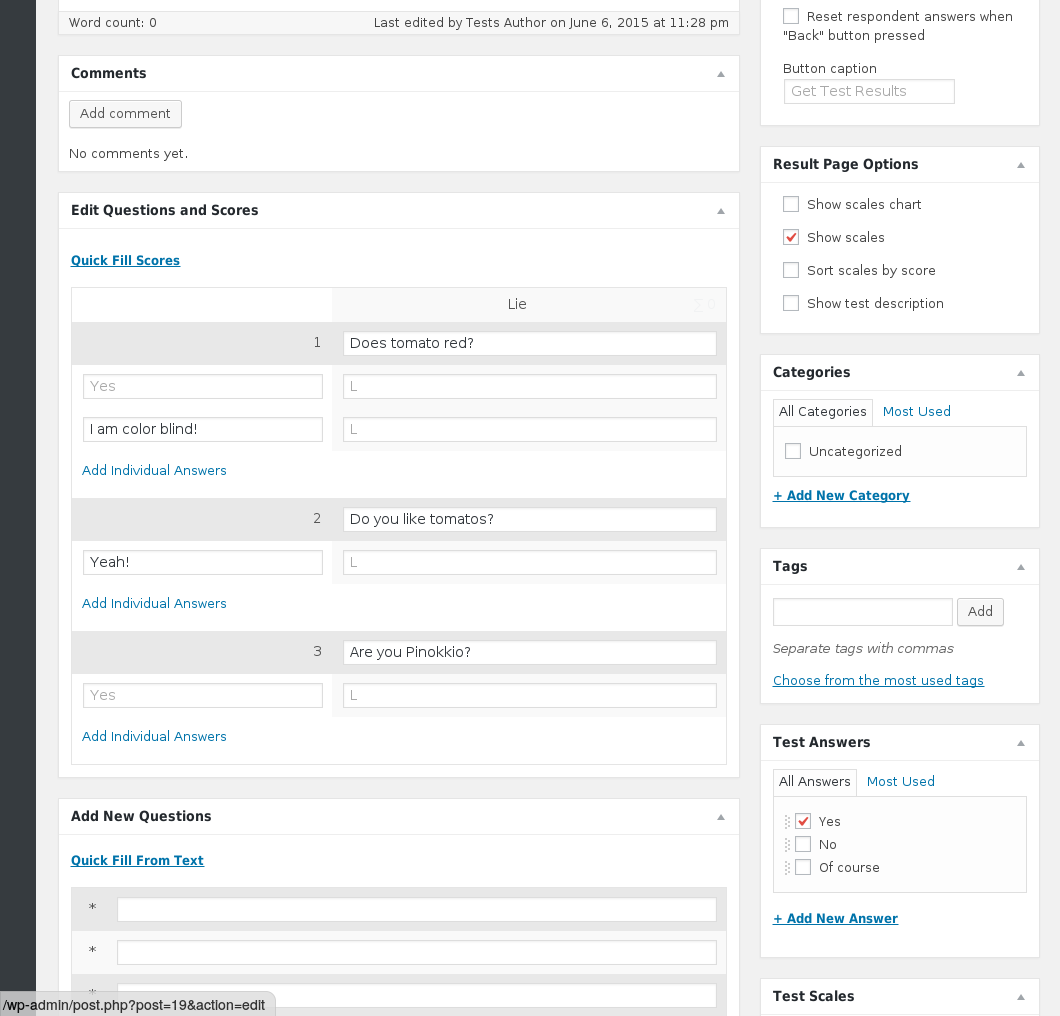 Word count: 0
Last edited by Tests Author on June 6, 2015 at 11:28 pm
Comments
Add comment
No comments yet.
Edit Questions and Scores
Quick Fill Scores
Lie
∑ 0
1
Does tomato red?
Yes
L
I am color blind!
L
Add Individual Answers
2
Do you like tomatos?
Yeah!
L
Add Individual Answers
3
Are you Pinokkio?
Yes
L
Add Individual Answers
Add New Questions
Quick Fill From Text
*
*
*
/wp-admin/post.php?post=19&action=edit
Reset respondent answers when
"Back" button pressed
Button caption
Get Test Results
Result Page Options
Show scales chart
Show scales
Sort scales by score
Show test description
Categories
All Categories
Most Used
Uncategorized
+ Add New Category
Tags
Add
Separate tags with commas
Choose from the most used tags
Test Answers
All Answers
Most Used
Yes
No
Of course
+ Add New Answer
Test Scales